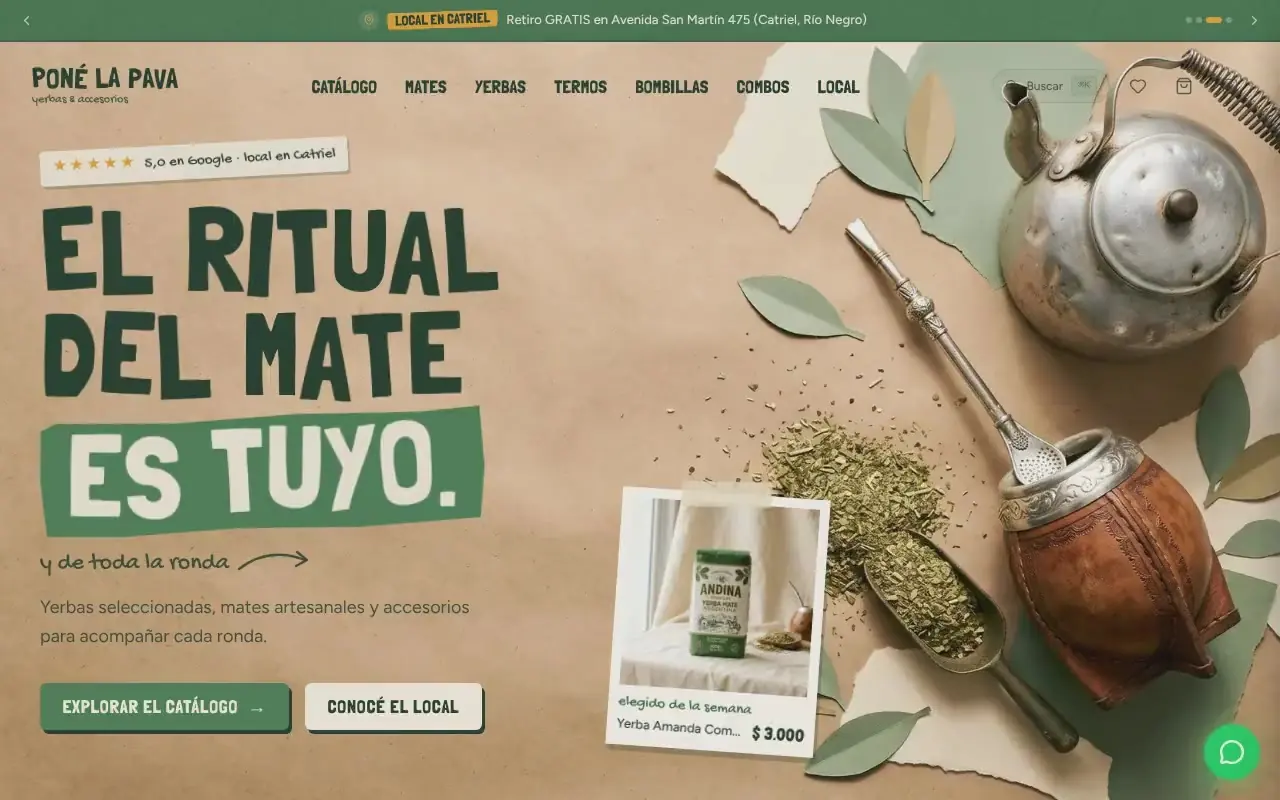 LOCAL EN CATRIEL Retiro GRATIS en Avenida San Martín 475 (Catriel, Río Negro)
PONÉ LA PAVA
yerbas & accesorios
CATÁLOGO MATES YERBAS TERMOS BOMBILLAS COMBOS LOCAL
Buscar ⌘K
★★★★★ 5,0 en Google · local en Catriel
EL RITUAL
DEL MATE
ES TUYO.
y de toda la ronda
Yerbas seleccionadas, mates artesanales y accesorios
para acompañar cada ronda.
EXPLORAR EL CATÁLOGO →
CONOCÉ EL LOCAL
ANDINA
YERBA MATE
elegido de la semana
Yerba Amanda Com... $ 3.000